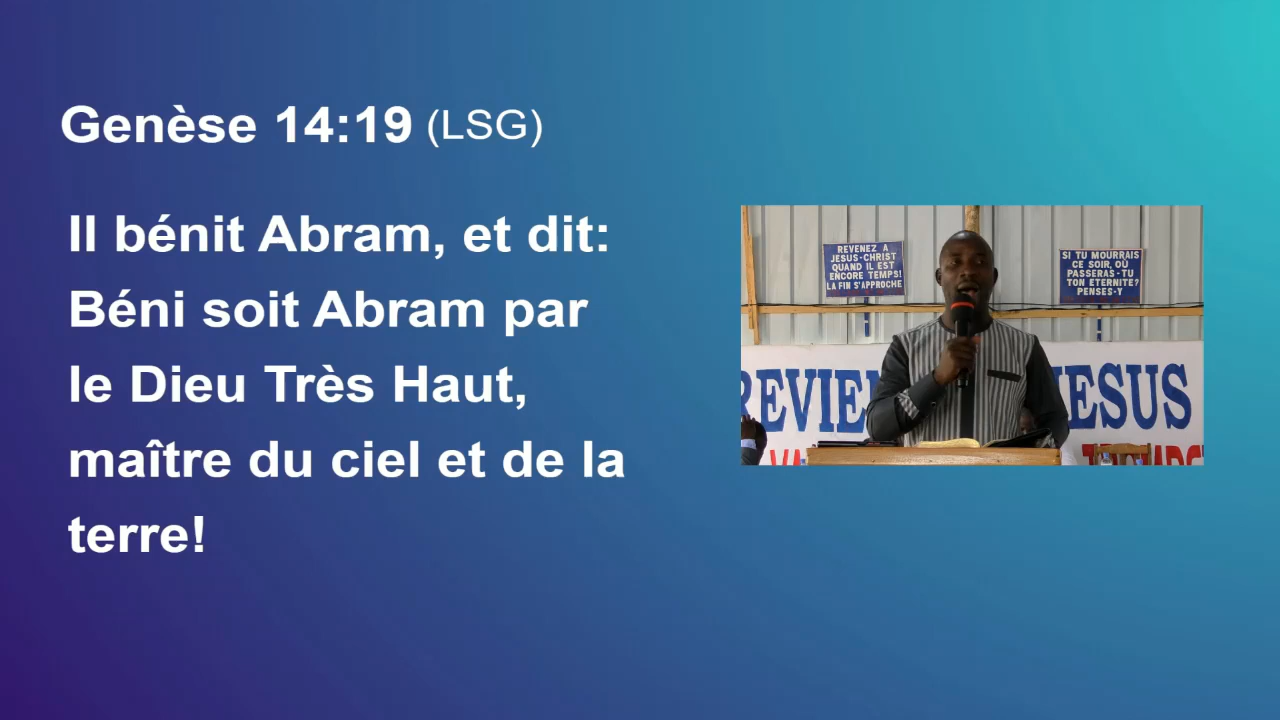 Genèse 14:19 (LSG)
Il bénit Abram, et dit:
Béni soit Abram par
le Dieu Très Haut,
maître du ciel et de la
terre!
REVENEZ A
JESUS-CHRIST
QUAND IL EST
ENCORE TEMPS!
LA FIN S'APPROCHE
SI TU MOURRAIS
CE SOIR, OÙ
PASSERAS-TU
TON ETERNITE?
PENSES-Y
JESUS